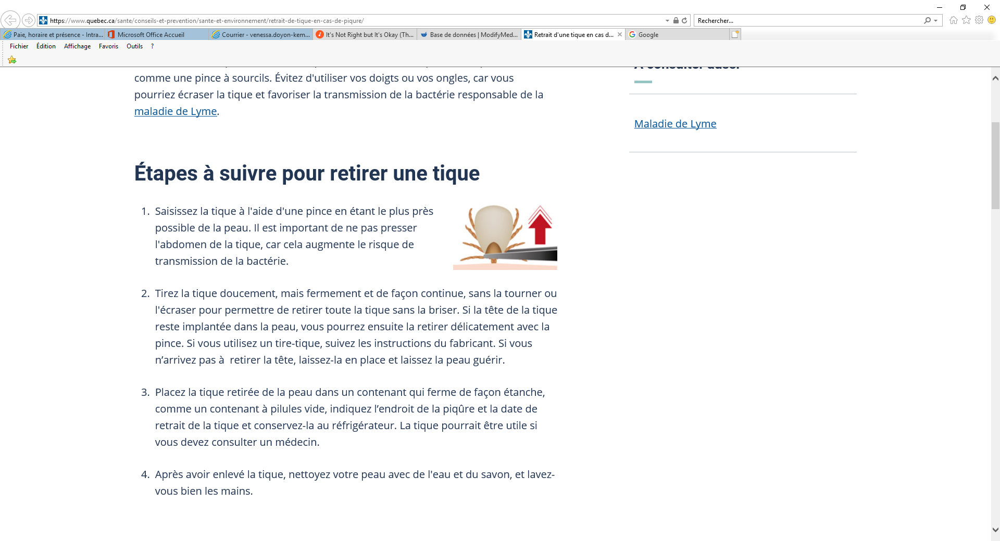 https://www.quebec.ca/sante/conseils-et-prevention/sante-et-environnement/retrait-de-tique-en-cas-de-piqure/
Rechercher...
Paie, horaire et présence - Intra...
Microsoft Office Accueil
Courrier - venessa.doyon-kem...
It's Not Right but It's Okay (Th...
Base de données | ModifyMed...
Retrait d'une tique en cas d...
Google
Fichier Édition Affichage Favoris Outils ?
comme une pince à sourcils. Évitez d'utiliser vos doigts ou vos ongles, car vous
pourriez écraser la tique et favoriser la transmission de la bactérie responsable de la
maladie de Lyme.
À consulter aussi
Maladie de Lyme
Étapes à suivre pour retirer une tique
1. Saisissez la tique à l'aide d'une pince en étant le plus près
possible de la peau. Il est important de ne pas presser
l'abdomen de la tique, car cela augmente le risque de
transmission de la bactérie.
2. Tirez la tique doucement, mais fermement et de façon continue, sans la tourner ou
l'écraser pour permettre de retirer toute la tique sans la briser. Si la tête de la tique
reste implantée dans la peau, vous pourrez ensuite la retirer délicatement avec la
pince. Si vous utilisez un tire-tique, suivez les instructions du fabricant. Si vous
n’arrivez pas à  retirer la tête, laissez-la en place et laissez la peau guérir.
3. Placez la tique retirée de la peau dans un contenant qui ferme de façon étanche,
comme un contenant à pilules vide, indiquez l’endroit de la piqûre et la date de
retrait de la tique et conservez-la au réfrigérateur. La tique pourrait être utile si
vous devez consulter un médecin.
4. Après avoir enlevé la tique, nettoyez votre peau avec de l'eau et du savon, et lavez-
vous bien les mains.